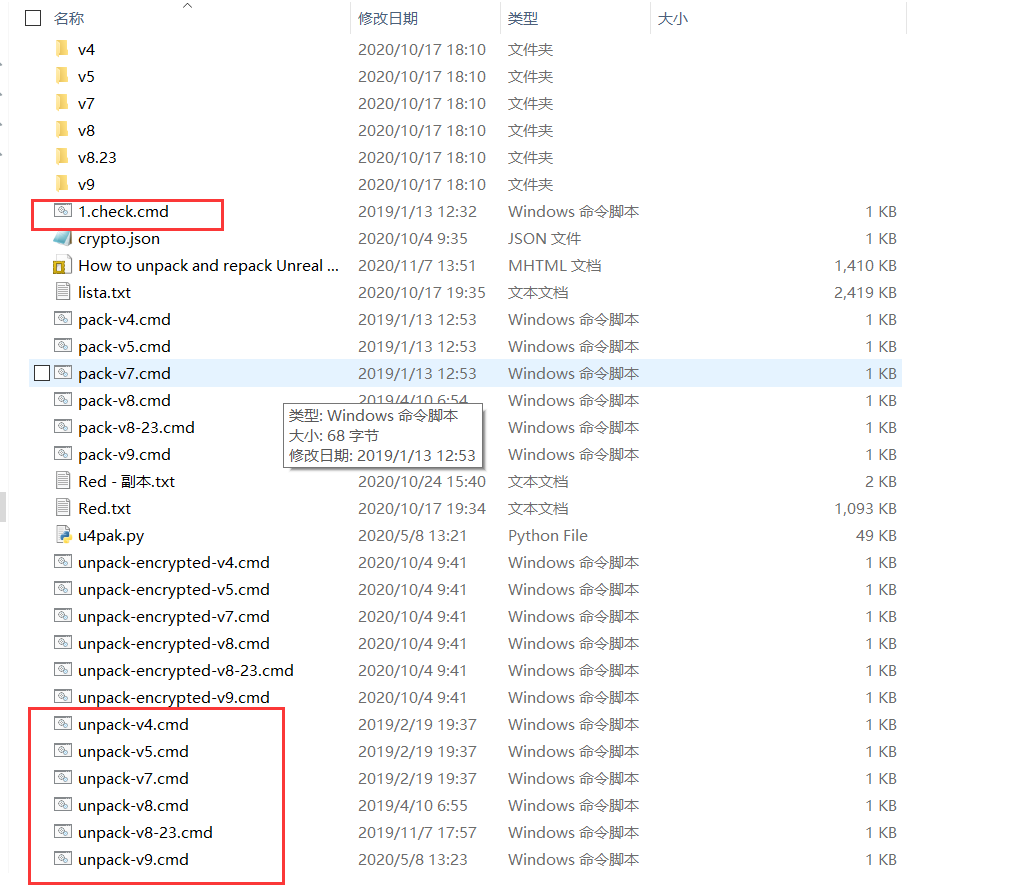 名称 修改日期 类型 大小
v4 2020/10/17 18:10 文件夹
v5 2020/10/17 18:10 文件夹
v7 2020/10/17 18:10 文件夹
v8 2020/10/17 18:10 文件夹
v8.23 2020/10/17 18:10 文件夹
v9 2020/10/17 18:10 文件夹
1.check.cmd 2019/1/13 12:32 Windows 命令脚本 1 KB
crypto.json 2020/10/4 9:35 JSON 文件 1 KB
How to unpack and repack Unreal ... 2020/11/7 13:51 MHTML 文档 1,410 KB
lista.txt 2020/10/17 19:35 文本文档 2,419 KB
pack-v4.cmd 2019/1/13 12:53 Windows 命令脚本 1 KB
pack-v5.cmd 2019/1/13 12:53 Windows 命令脚本 1 KB
pack-v7.cmd 2019/1/13 12:53 Windows 命令脚本 1 KB
pack-v8.cmd 2019/4/10 6:54 Windows 命令脚本 1 KB
类型: Windows 命令脚本
pack-v8-23.cmd Windows 命令脚本 1 KB
大小: 68 字节
pack-v9.cmd Windows 命令脚本 1 KB
修改日期: 2019/1/13 12:53
Red - 副本.txt 2020/10/24 15:40 文本文档 2 KB
Red.txt 2020/10/17 19:34 文本文档 1,093 KB
u4pak.py 2020/5/8 13:21 Python File 49 KB
unpack-encrypted-v4.cmd 2020/10/4 9:41 Windows 命令脚本 1 KB
unpack-encrypted-v5.cmd 2020/10/4 9:41 Windows 命令脚本 1 KB
unpack-encrypted-v7.cmd 2020/10/4 9:41 Windows 命令脚本 1 KB
unpack-encrypted-v8.cmd 2020/10/4 9:41 Windows 命令脚本 1 KB
unpack-encrypted-v8-23.cmd 2020/10/4 9:41 Windows 命令脚本 1 KB
unpack-encrypted-v9.cmd 2020/10/4 9:41 Windows 命令脚本 1 KB
unpack-v4.cmd 2019/2/19 19:37 Windows 命令脚本 1 KB
unpack-v5.cmd 2019/2/19 19:37 Windows 命令脚本 1 KB
unpack-v7.cmd 2019/2/19 19:37 Windows 命令脚本 1 KB
unpack-v8.cmd 2019/4/10 6:55 Windows 命令脚本 1 KB
unpack-v8-23.cmd 2019/11/7 17:57 Windows 命令脚本 1 KB
unpack-v9.cmd 2020/5/8 13:23 Windows 命令脚本 1 KB